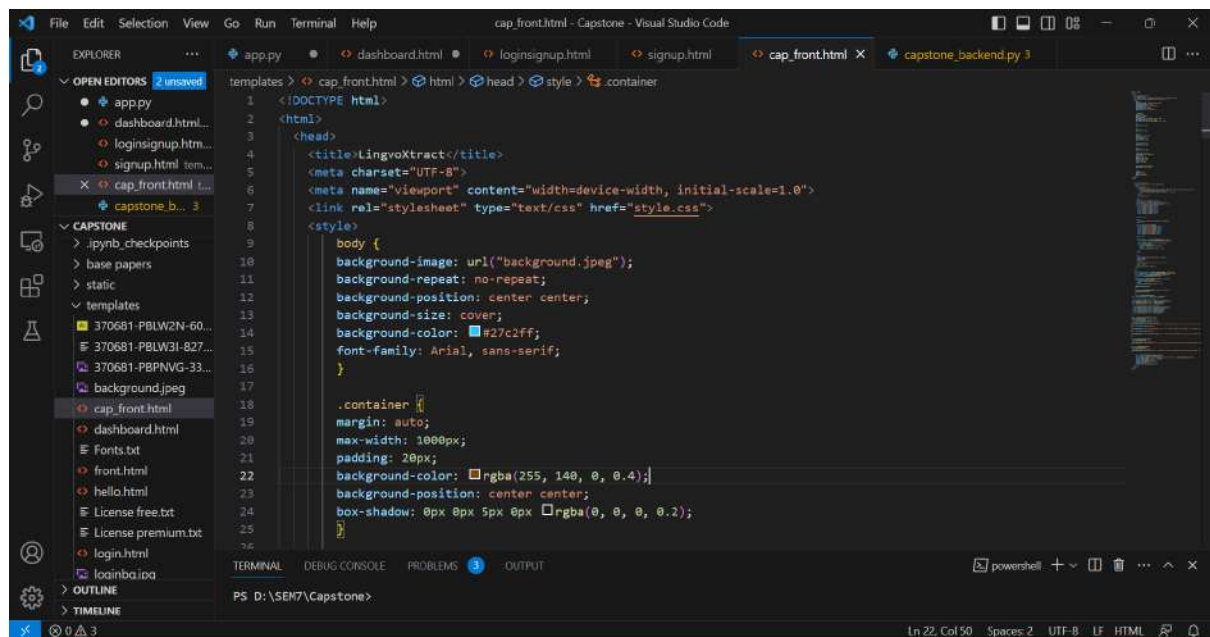 File Edit Selection View Go Run Terminal Help
cap_front.html - Capstone - Visual Studio Code
EXPLORER
OPEN EDITORS 2 unsaved
app.py
dashboard.html...
loginsignup.htm...
signup.html tem...
cap_front.html t...
capstone_b... 3
CAPSTONE
.ipynb_checkpoints
base papers
static
templates
370681-PBLW2N-60...
370681-PBLW3I-827...
370681-PBPNVG-33...
background.jpeg
cap_front.html
dashboard.html
Fonts.txt
front.html
hello.html
License free.txt
License premium.txt
login.html
loginbg.jpg
OUTLINE
TIMELINE
app.py dashboard.html loginsignup.html signup.html cap_front.html capstone_backend.py 3
templates > cap_front.html > html > head > style > .container
1 <!DOCTYPE html>
2 <html>
3 <head>
4 <title>LingvoXtract</title>
5 <meta charset="UTF-8">
6 <meta name="viewport" content="width=device-width, initial-scale=1.0">
7 <link rel="stylesheet" type="text/css" href="style.css">
8 <style>
9 body {
10 background-image: url("background.jpeg");
11 background-repeat: no-repeat;
12 background-position: center center;
13 background-size: cover;
14 background-color: #27c2ff;
15 font-family: Arial, sans-serif;
16 }
17
18 .container {
19 margin: auto;
20 max-width: 1000px;
21 padding: 20px;
22 background-color: rgba(255, 140, 0, 0.4);
23 background-position: center center;
24 box-shadow: 0px 0px 5px 0px rgba(0, 0, 0, 0.2);
25 }
26
TERMINAL DEBUG CONSOLE PROBLEMS 3 OUTPUT
powershell
PS D:\SEM7\Capstone>
0 3 Ln 22, Col 50 Spaces: 2 UTF-8 LF HTML